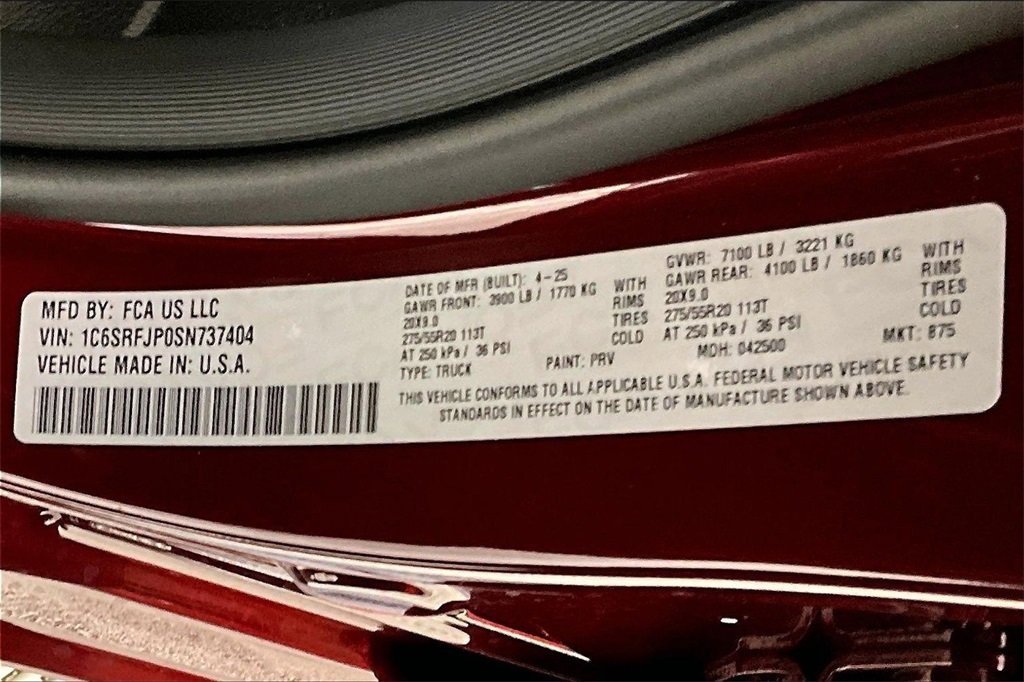 MFD BY: FCA US LLC
VIN: 1C6SRFJP0SN737404
VEHICLE MADE IN: U.S.A.
DATE OF MFR (BUILT): 4-25
GAWR FRONT: 3900 LB / 1770 KG WITH
20X9.0 RIMS
275/55R20 113T TIRES
AT 250 kPa / 36 PSI COLD
TYPE: TRUCK PAINT: PRV
GVWR: 7100 LB / 3221 KG
GAWR REAR: 4100 LB / 1860 KG WITH
20X9.0 RIMS
275/55R20 113T TIRES
AT 250 kPa / 36 PSI COLD
MDH: 042500 MKT: B75
THIS VEHICLE CONFORMS TO ALL APPLICABLE U.S.A. FEDERAL MOTOR VEHICLE SAFETY
STANDARDS IN EFFECT ON THE DATE OF MANUFACTURE SHOWN ABOVE.